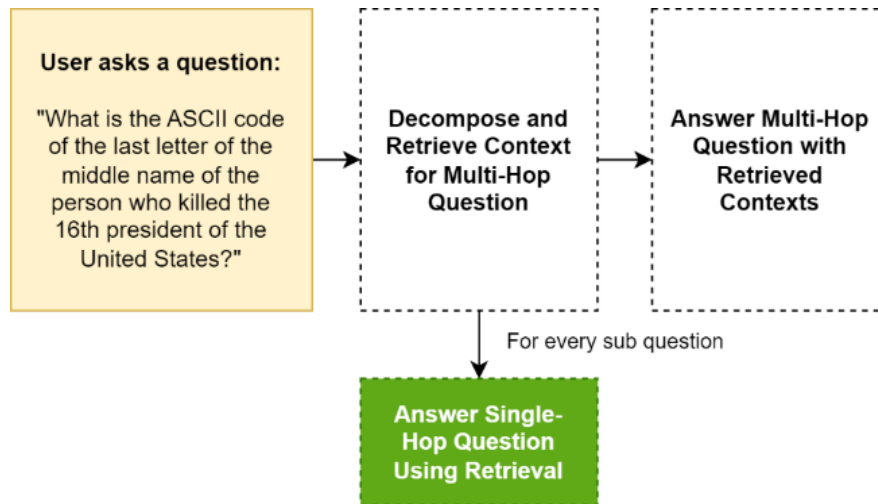 User asks a question:
"What is the ASCII code
of the last letter of the
middle name of the
person who killed the
16th president of the
United States?"
Decompose and
Retrieve Context
for Multi-Hop
Question
Answer Multi-Hop
Question with
Retrieved
Contexts
For every sub question
Answer Single-
Hop Question
Using Retrieval